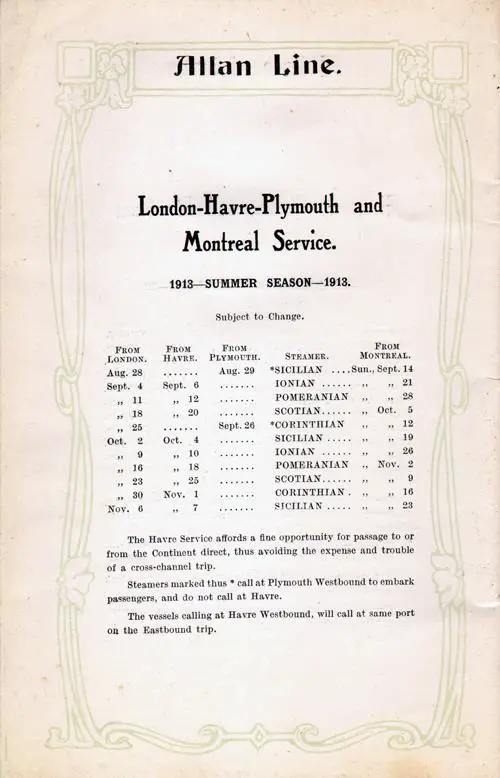 Allan Line.
London-Havre-Plymouth and
Montreal Service.
1913—SUMMER SEASON—1913.
Subject to Change.
FROM LONDON. FROM HAVRE. FROM PLYMOUTH. STEAMER. FROM MONTREAL.
Aug. 28 ....... Aug. 29 *SICILIAN ....Sun., Sept. 14
Sept. 4 Sept. 6 ....... IONIAN ...... „ „ 21
„ 11 „ 12 ....... POMERANIAN „ „ 28
„ 18 „ 20 ....... SCOTIAN...... „ Oct. 5
„ 25 ....... Sept. 26 *CORINTHIAN „ „ 12
Oct. 2 Oct. 4 ....... SICILIAN ..... „ „ 19
„ 9 „ 10 ....... IONIAN ...... „ „ 26
„ 16 „ 18 ....... POMERANIAN „ Nov. 2
„ 23 „ 25 ....... SCOTIAN...... „ „ 9
„ 30 Nov. 1 ....... CORINTHIAN . „ „ 16
Nov. 6 „ 7 ....... SICILIAN ..... „ „ 23
The Havre Service affords a fine opportunity for passage to or
from the Continent direct, thus avoiding the expense and trouble
of a cross-channel trip.
Steamers marked thus * call at Plymouth Westbound to embark
passengers, and do not call at Havre.
The vessels calling at Havre Westbound, will call at same port
on the Eastbound trip.